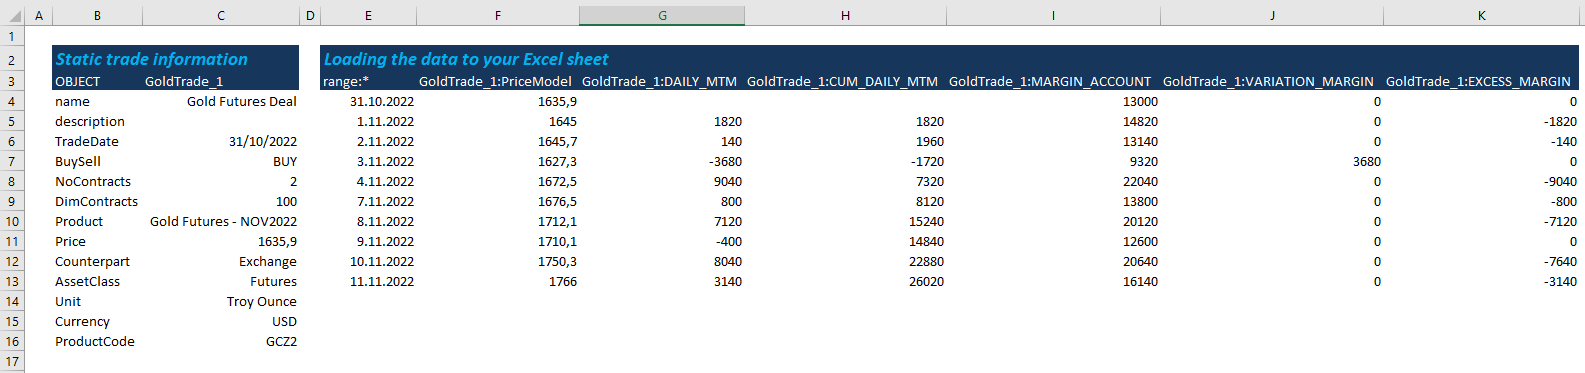 A B C D E F G H I J K
1
2 Static trade information Loading the data to your Excel sheet
3 OBJECT GoldTrade_1 range:* GoldTrade_1:PriceModel GoldTrade_1:DAILY_MTM GoldTrade_1:CUM_DAILY_MTM GoldTrade_1:MARGIN_ACCOUNT GoldTrade_1:VARIATION_MARGIN GoldTrade_1:EXCESS_MARGIN
4 name Gold Futures Deal 31.10.2022 1635,9 13000 0 0
5 description 1.11.2022 1645 1820 1820 14820 0 -1820
6 TradeDate 31/10/2022 2.11.2022 1645,7 140 1960 13140 0 -140
7 BuySell BUY 3.11.2022 1627,3 -3680 -1720 9320 3680 0
8 NoContracts 2 4.11.2022 1672,5 9040 7320 22040 0 -9040
9 DimContracts 100 7.11.2022 1676,5 800 8120 13800 0 -800
10 Product Gold Futures - NOV2022 8.11.2022 1712,1 7120 15240 20120 0 -7120
11 Price 1635,9 9.11.2022 1710,1 -400 14840 12600 0 0
12 Counterpart Exchange 10.11.2022 1750,3 8040 22880 20640 0 -7640
13 AssetClass Futures 11.11.2022 1766 3140 26020 16140 0 -3140
14 Unit Troy Ounce
15 Currency USD
16 ProductCode GCZ2
17